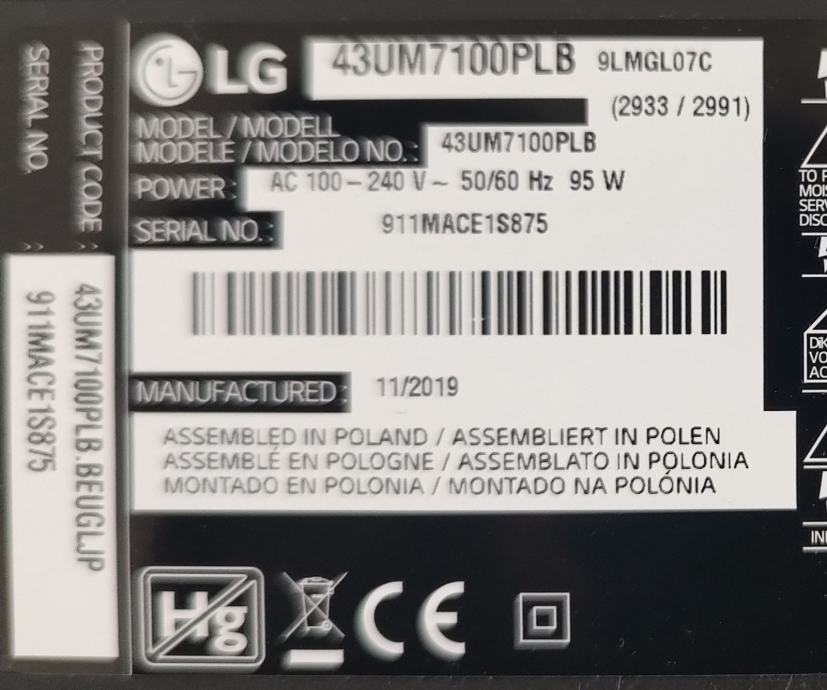 LG 43UM7100PLB 9LMGL07C
(2933 / 2991)
MODEL / MODELL
MODELE / MODELO NO. : 43UM7100PLB
POWER : AC 100 – 240 V ~ 50/60 Hz 95 W
SERIAL NO. : 911MACE1S875
MANUFACTURED : 11/2019
ASSEMBLED IN POLAND / ASSEMBLIERT IN POLEN
ASSEMBLÉ EN POLOGNE / ASSEMBLATO IN POLONIA
MONTADO EN POLONIA / MONTADO NA POLÓNIA
Hg
CE
PRODUCT CODE : 43UM7100PLB.BEUGLJP
SERIAL NO. : 911MACE1S875
TO